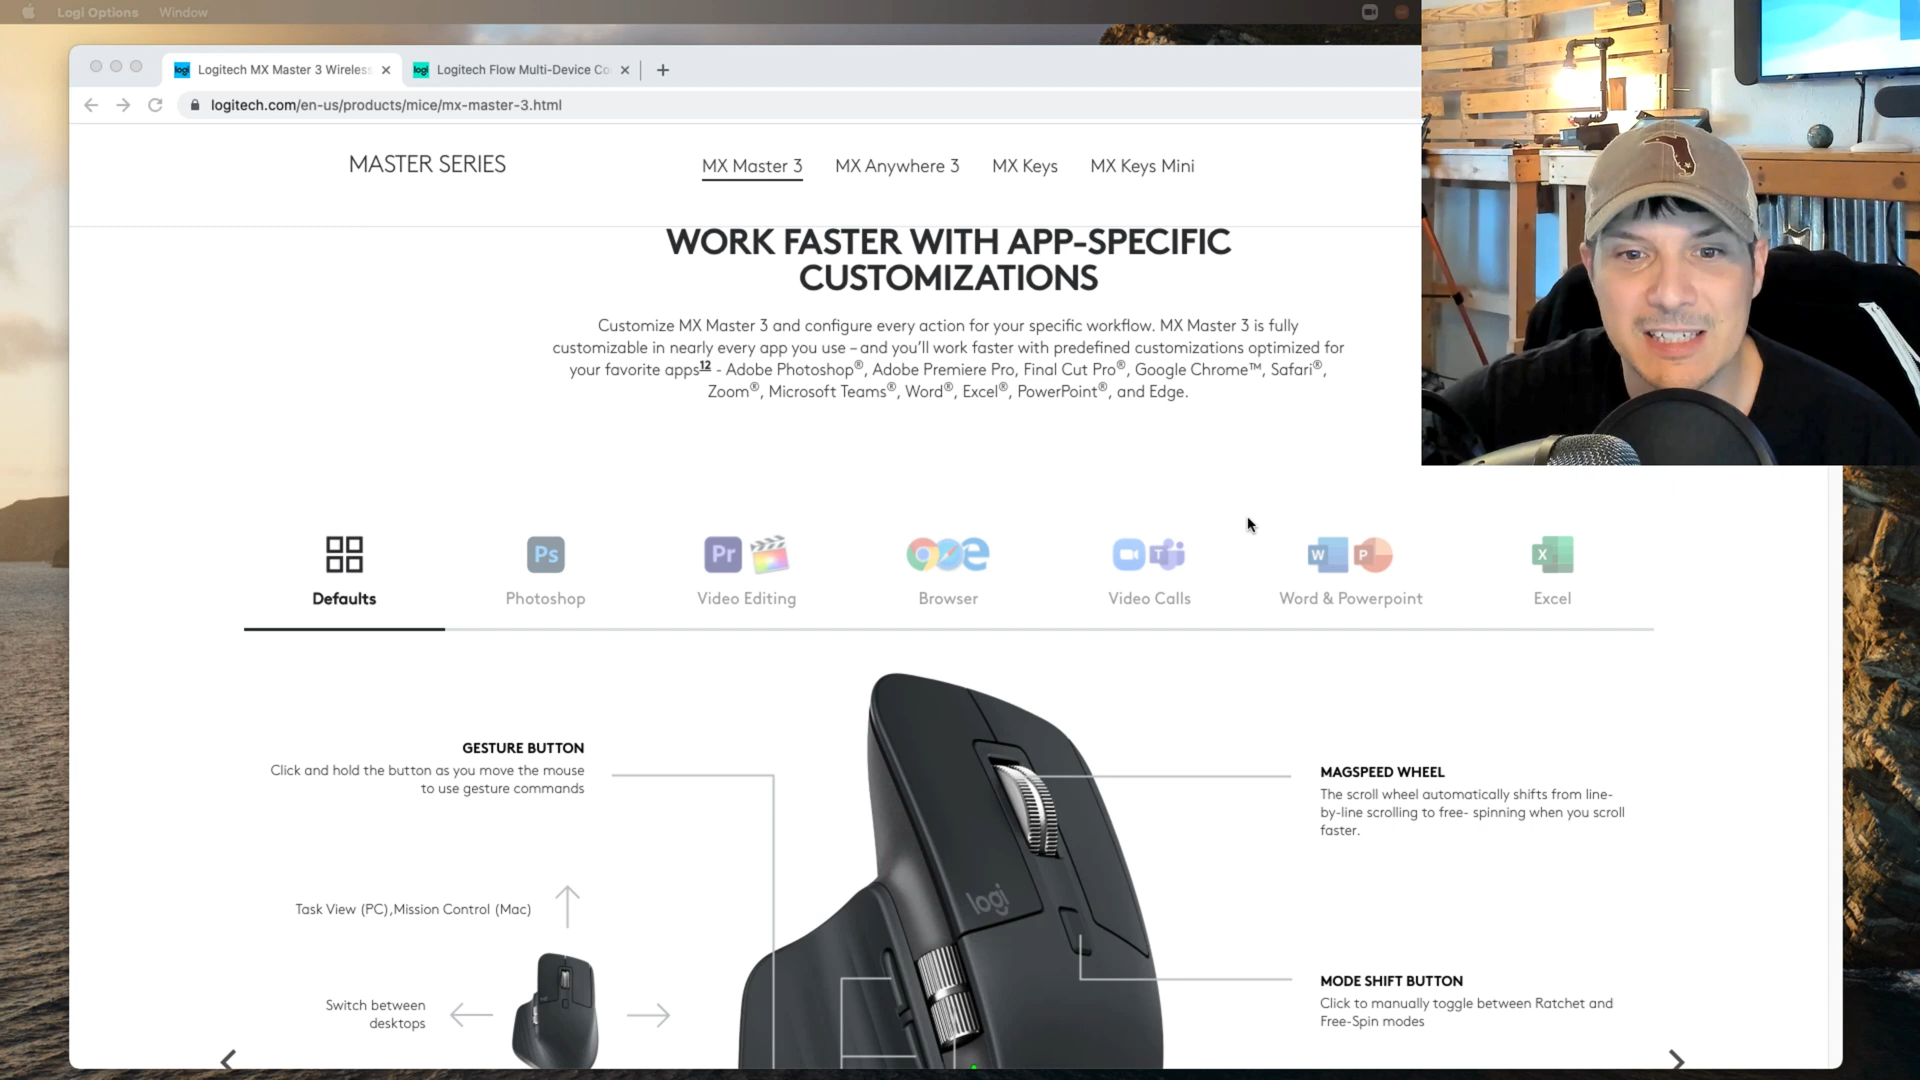 Logi Options Window
Logitech MX Master 3 Wireless
Logitech Flow Multi-Device Co
logitech.com/en-us/products/mice/mx-master-3.html
MASTER SERIES
MX Master 3
MX Anywhere 3
MX Keys
MX Keys Mini
WORK FASTER WITH APP-SPECIFIC
CUSTOMIZATIONS
Customize MX Master 3 and configure every action for your specific workflow. MX Master 3 is fully
customizable in nearly every app you use – and you'll work faster with predefined customizations optimized for
your favorite apps12 - Adobe Photoshop®, Adobe Premiere Pro, Final Cut Pro®, Google Chrome™, Safari®,
Zoom®, Microsoft Teams®, Word®, Excel®, PowerPoint®, and Edge.
Ps
Pr
T
W
P
X
Defaults
Photoshop
Video Editing
Browser
Video Calls
Word & Powerpoint
Excel
GESTURE BUTTON
Click and hold the button as you move the mouse
to use gesture commands
MAGSPEED WHEEL
The scroll wheel automatically shifts from line-
by-line scrolling to free- spinning when you scroll
faster.
logi
Task View (PC),Mission Control (Mac)
Switch between
desktops
MODE SHIFT BUTTON
Click to manually toggle between Ratchet and
Free-Spin modes